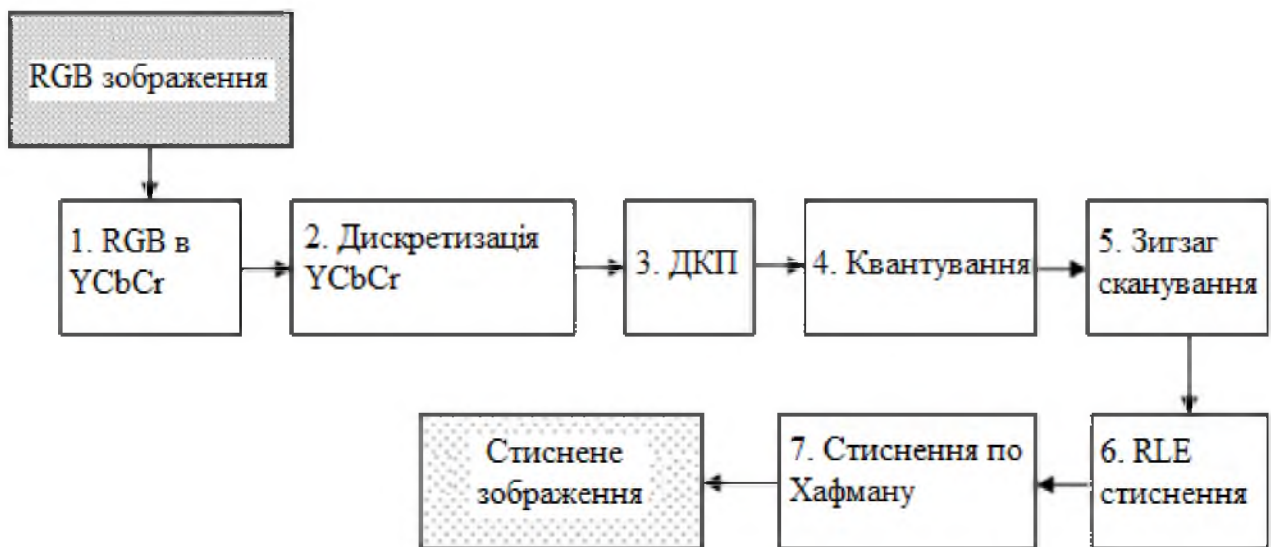 RGB зображення
1. RGB в
YCbCr
2. Дискретизація
YCbCr
3. ДКП
4. Квантування
5. Зигзаг
сканування
6. RLE
стиснення
7. Стиснення по
Хафману
Стиснене
зображення